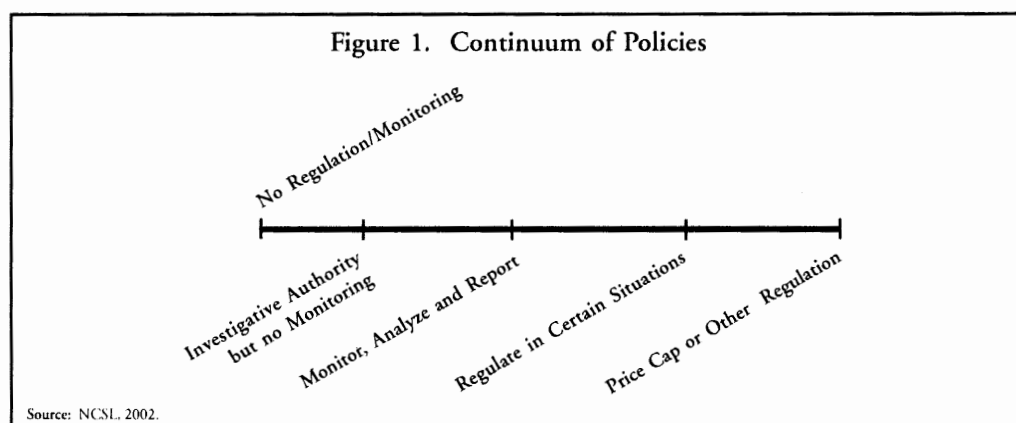 Figure 1. Continuum of Policies
No Regulation/Monitoring
Investigative Authority
but no Monitoring
Monitor, Analyze and Report
Regulate in Certain Situations
Price Cap or Other Regulation
Source: NCSL, 2002.